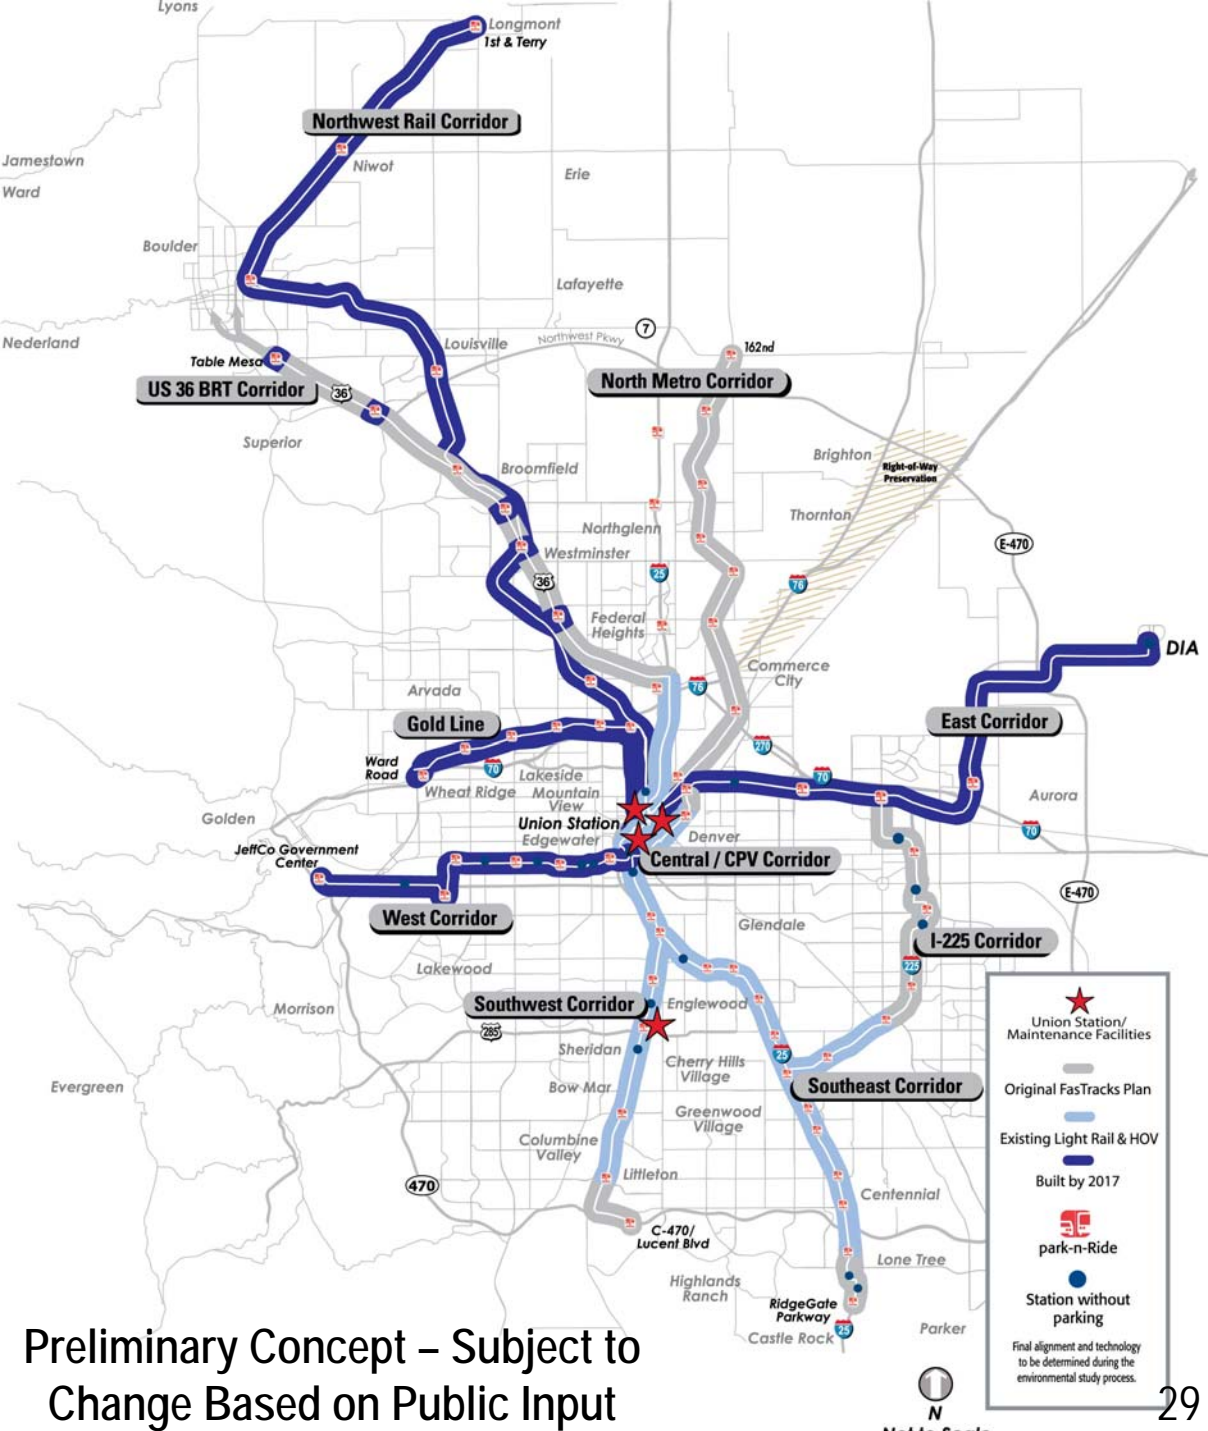 Lyons
Longmont
1st & Terry
Northwest Rail Corridor
Jamestown
Niwot
Erie
Ward
Boulder
Lafayette
7
Nederland
Louisville
Northwest Pkwy
162nd
Table Mesa
US 36 BRT Corridor
36
North Metro Corridor
Superior
Broomfield
Brighton
Right-of-Way
Preservation
Northglenn
Thornton
Westminster
E-470
25
76
36
Federal
Heights
Commerce
City
DIA
Arvada
76
Gold Line
East Corridor
270
Ward
Road
70
Lakeside
70
Wheat Ridge
Mountain
View
Aurora
Golden
Union Station
Edgewater
Denver
70
JeffCo Government
Center
Central / CPV Corridor
E-470
West Corridor
Glendale
I-225 Corridor
Lakewood
225
Morrison
Southwest Corridor
Englewood
285
Sheridan
25
Cherry Hills
Village
Evergreen
Bow Mar
Southeast Corridor
Greenwood
Village
Columbine
Valley
Littleton
470
Centennial
C-470/
Lucent Blvd
Lone Tree
Highlands
Ranch
RidgeGate
Parkway
25
Castle Rock
Parker
Union Station/
Maintenance Facilities
Original FasTracks Plan
Existing Light Rail & HOV
Built by 2017
park-n-Ride
Station without
parking
Final alignment and technology
to be determined during the
environmental study process.
Preliminary Concept – Subject to
Change Based on Public Input
N
Not to Scale
29